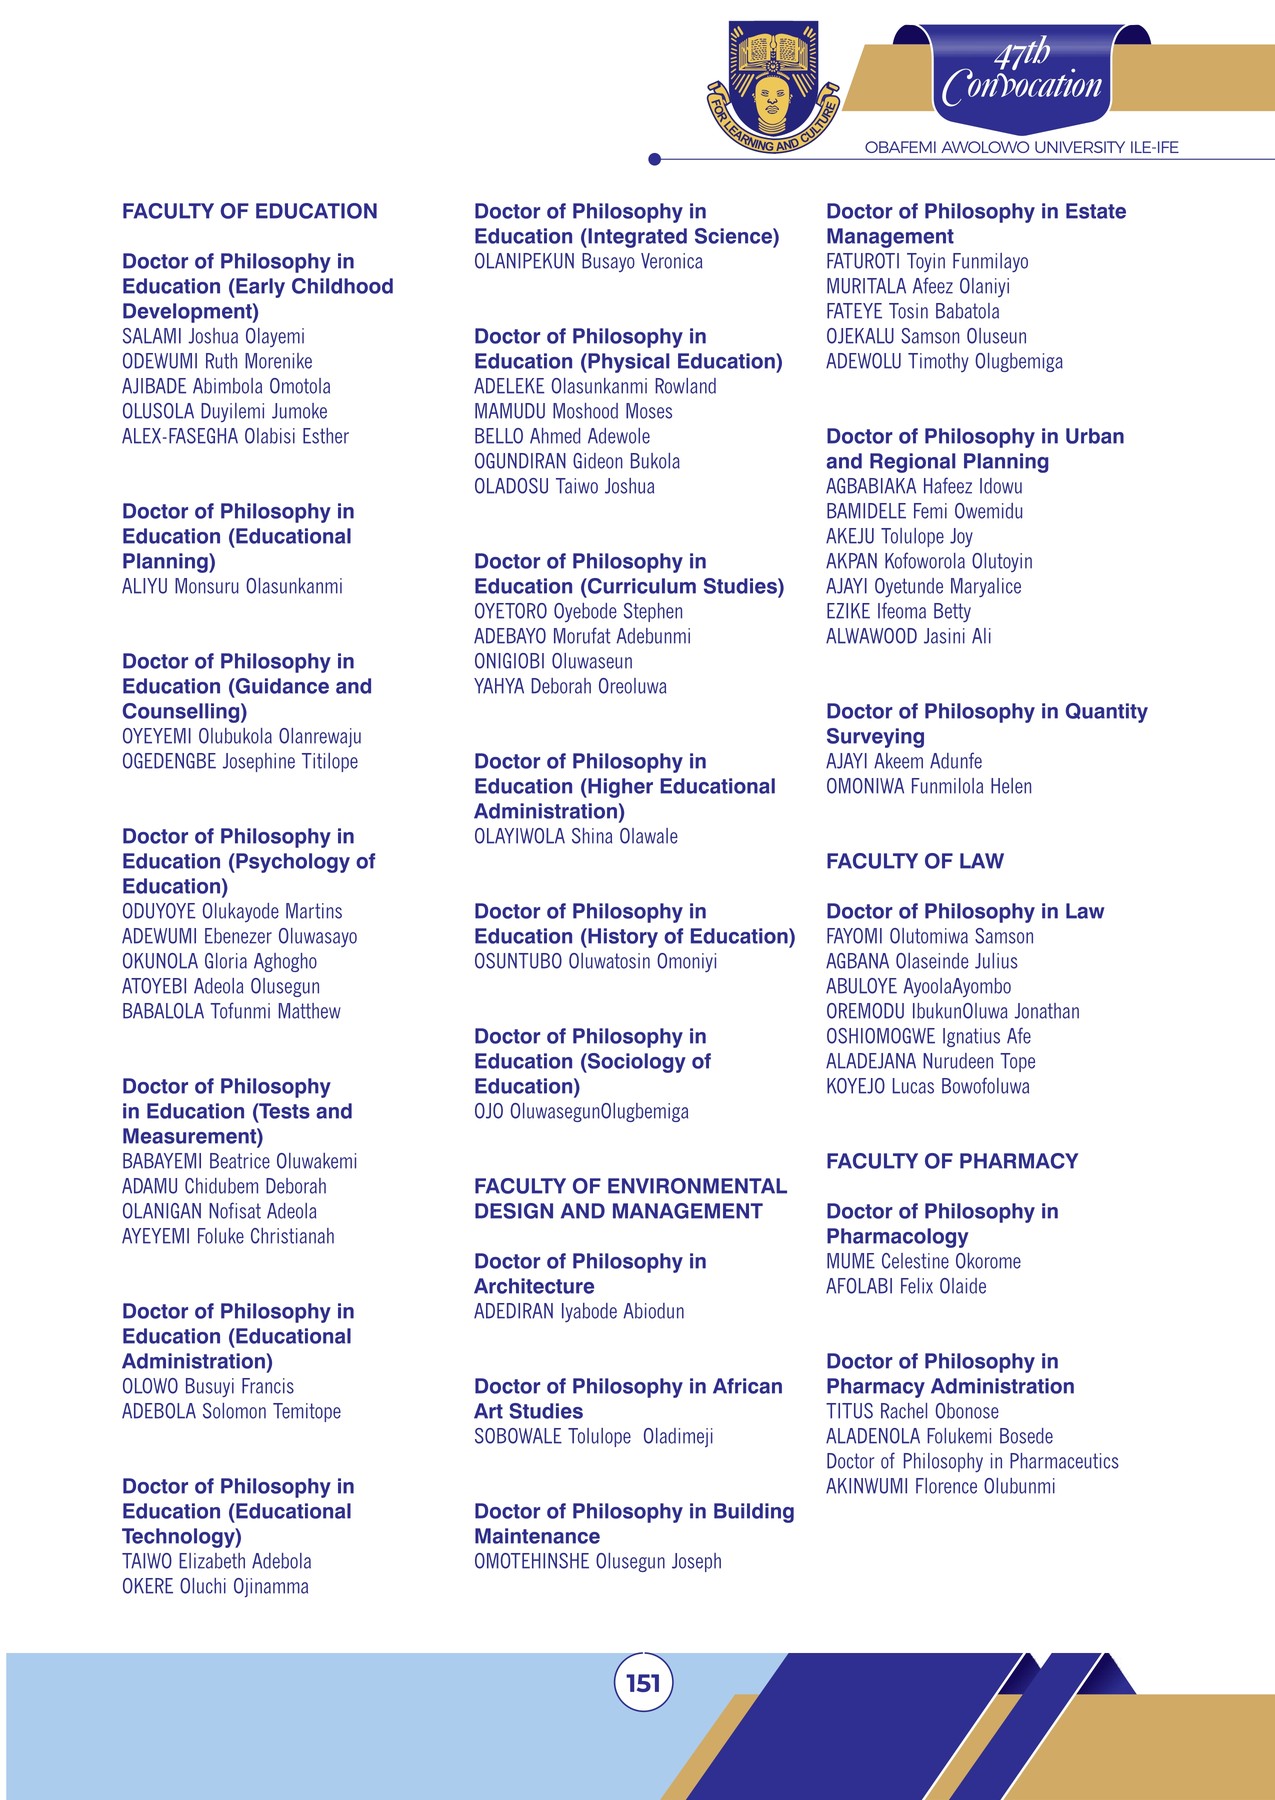 FOR LEARNING AND CULTURE
47th
Convocation
OBAFEMI AWOLOWO UNIVERSITY ILE-IFE
FACULTY OF EDUCATION
Doctor of Philosophy in
Education (Early Childhood
Development)
SALAMI Joshua Olayemi
ODEWUMI Ruth Morenike
AJIBADE Abimbola Omotola
OLUSOLA Duyilemi Jumoke
ALEX-FASEGHA Olabisi Esther
Doctor of Philosophy in
Education (Educational
Planning)
ALIYU Monsuru Olasunkanmi
Doctor of Philosophy in
Education (Guidance and
Counselling)
OYEYEMI Olubukola Olanrewaju
OGEDENGBE Josephine Titilope
Doctor of Philosophy in
Education (Psychology of
Education)
ODUYOYE Olukayode Martins
ADEWUMI Ebenezer Oluwasayo
OKUNOLA Gloria Aghogho
ATOYEBI Adeola Olusegun
BABALOLA Tofunmi Matthew
Doctor of Philosophy
in Education (Tests and
Measurement)
BABAYEMI Beatrice Oluwakemi
ADAMU Chidubem Deborah
OLANIGAN Nofisat Adeola
AYEYEMI Foluke Christianah
Doctor of Philosophy in
Education (Educational
Administration)
OLOWO Busuyi Francis
ADEBOLA Solomon Temitope
Doctor of Philosophy in
Education (Educational
Technology)
TAIWO Elizabeth Adebola
OKERE Oluchi Ojinamma
Doctor of Philosophy in
Education (Integrated Science)
OLANIPEKUN Busayo Veronica
Doctor of Philosophy in
Education (Physical Education)
ADELEKE Olasunkanmi Rowland
MAMUDU Moshood Moses
BELLO Ahmed Adewole
OGUNDIRAN Gideon Bukola
OLADOSU Taiwo Joshua
Doctor of Philosophy in
Education (Curriculum Studies)
OYETORO Oyebode Stephen
ADEBAYO Morufat Adebunmi
ONIGIOBI Oluwaseun
YAHYA Deborah Oreoluwa
Doctor of Philosophy in
Education (Higher Educational
Administration)
OLAYIWOLA Shina Olawale
Doctor of Philosophy in
Education (History of Education)
OSUNTUBO Oluwatosin Omoniyi
Doctor of Philosophy in
Education (Sociology of
Education)
OJO OluwasegunOlugbemiga
FACULTY OF ENVIRONMENTAL
DESIGN AND MANAGEMENT
Doctor of Philosophy in
Architecture
ADEDIRAN Iyabode Abiodun
Doctor of Philosophy in African
Art Studies
SOBOWALE Tolulope  Oladimeji
Doctor of Philosophy in Building
Maintenance
OMOTEHINSHE Olusegun Joseph
Doctor of Philosophy in Estate
Management
FATUROTI Toyin Funmilayo
MURITALA Afeez Olaniyi
FATEYE Tosin Babatola
OJEKALU Samson Oluseun
ADEWOLU Timothy Olugbemiga
Doctor of Philosophy in Urban
and Regional Planning
AGBABIAKA Hafeez Idowu
BAMIDELE Femi Owemidu
AKEJU Tolulope Joy
AKPAN Kofoworola Olutoyin
AJAYI Oyetunde Maryalice
EZIKE Ifeoma Betty
ALWAWOOD Jasini Ali
Doctor of Philosophy in Quantity
Surveying
AJAYI Akeem Adunfe
OMONIWA Funmilola Helen
FACULTY OF LAW
Doctor of Philosophy in Law
FAYOMI Olutomiwa Samson
AGBANA Olaseinde Julius
ABULOYE AyoolaAyombo
OREMODU IbukunOluwa Jonathan
OSHIOMOGWE Ignatius Afe
ALADEJANA Nurudeen Tope
KOYEJO Lucas Bowofoluwa
FACULTY OF PHARMACY
Doctor of Philosophy in
Pharmacology
MUME Celestine Okorome
AFOLABI Felix Olaide
Doctor of Philosophy in
Pharmacy Administration
TITUS Rachel Obonose
ALADENOLA Folukemi Bosede
Doctor of Philosophy in Pharmaceutics
AKINWUMI Florence Olubunmi
151